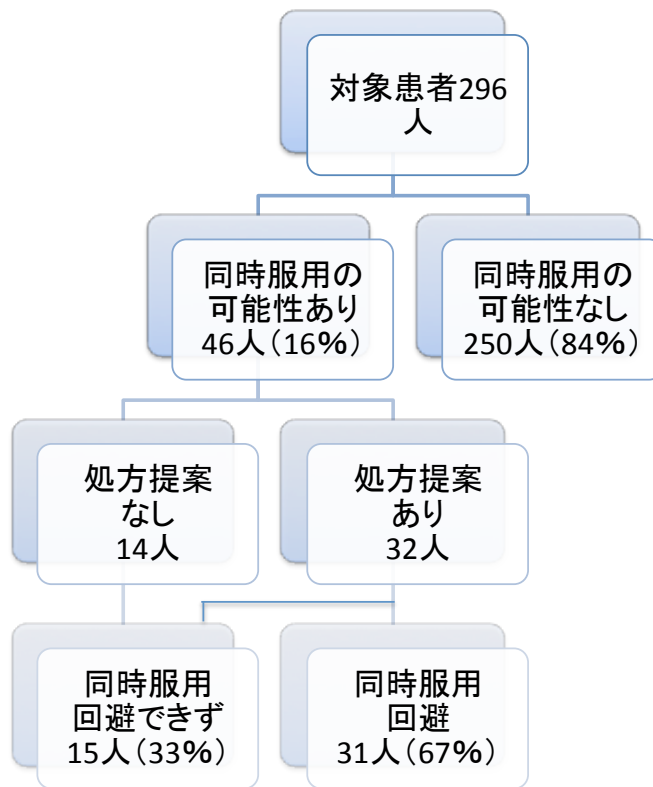 対象患者296
人
同時服用の
可能性あり
46人（16%）
同時服用の
可能性なし
250人（84%）
処方提案
なし
14人
処方提案
あり
32人
同時服用
回避できず
15人（33%）
同時服用
回避
31人（67%）